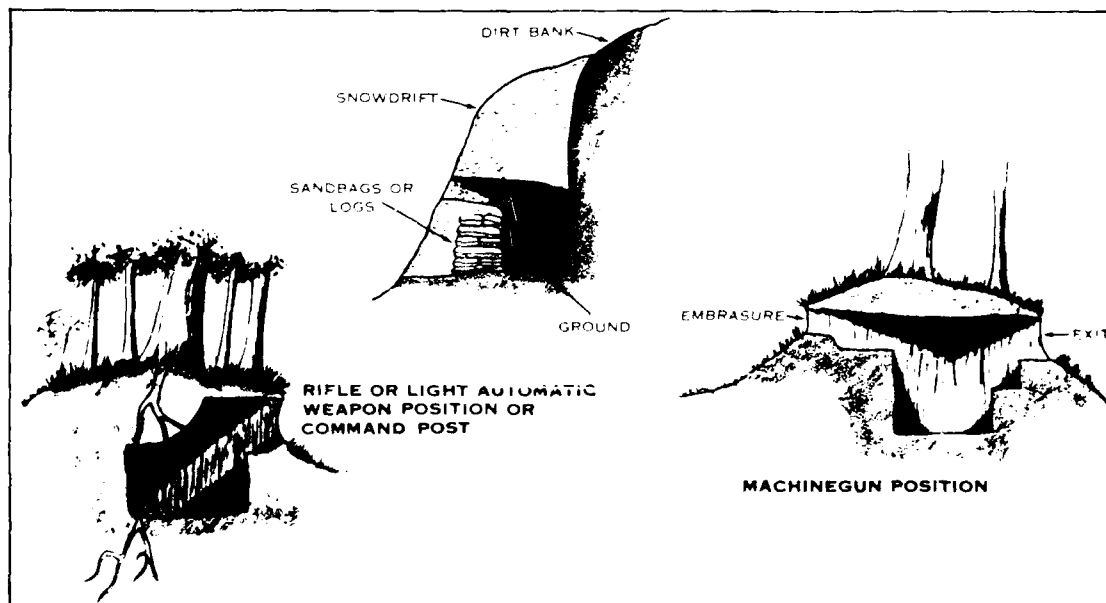 DIRT BANK
SNOWDRIFT
SANDBAGS OR
LOGS
GROUND
EMBRASURE
EXIT
RIFLE OR LIGHT AUTOMATIC
WEAPON POSITION OR
COMMAND POST
MACHINEGUN POSITION